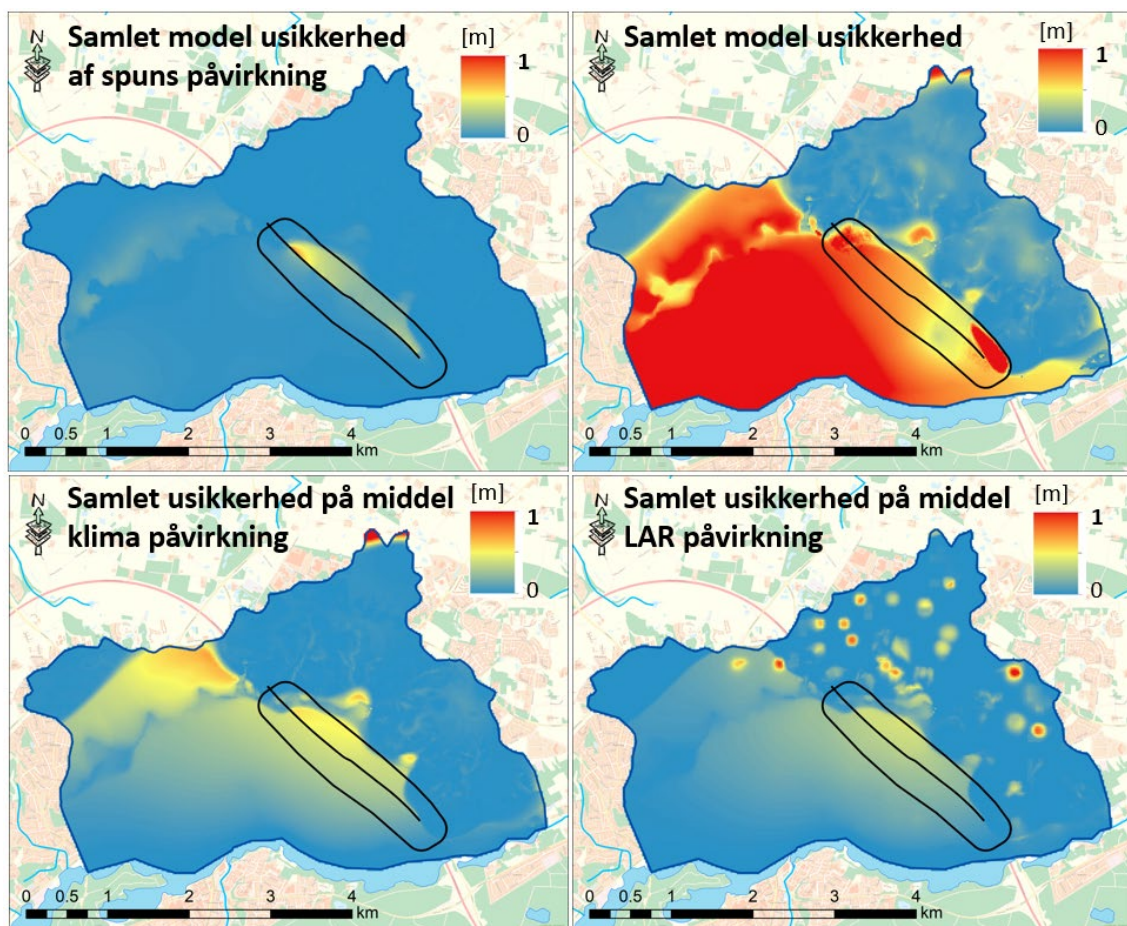 N
Samlet model usikkerhed
af spuns påvirkning
[m]
1
0
0 0.5 1 2 3 4
km
N
Samlet model usikkerhed
[m]
1
0
0 0.5 1 2 3 4
km
N
Samlet usikkerhed på middel
klima påvirkning
[m]
1
0
0 0.5 1 2 3 4
km
N
Samlet usikkerhed på middel
LAR påvirkning
[m]
1
0
0 0.5 1 2 3 4
km